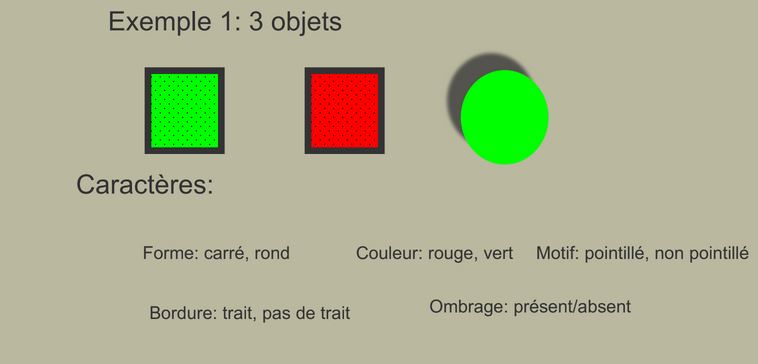 Exemple 1: 3 objets
Caractères:
Forme: carré, rond
Couleur: rouge, vert
Motif: pointillé, non pointillé
Bordure: trait, pas de trait
Ombrage: présent/absent